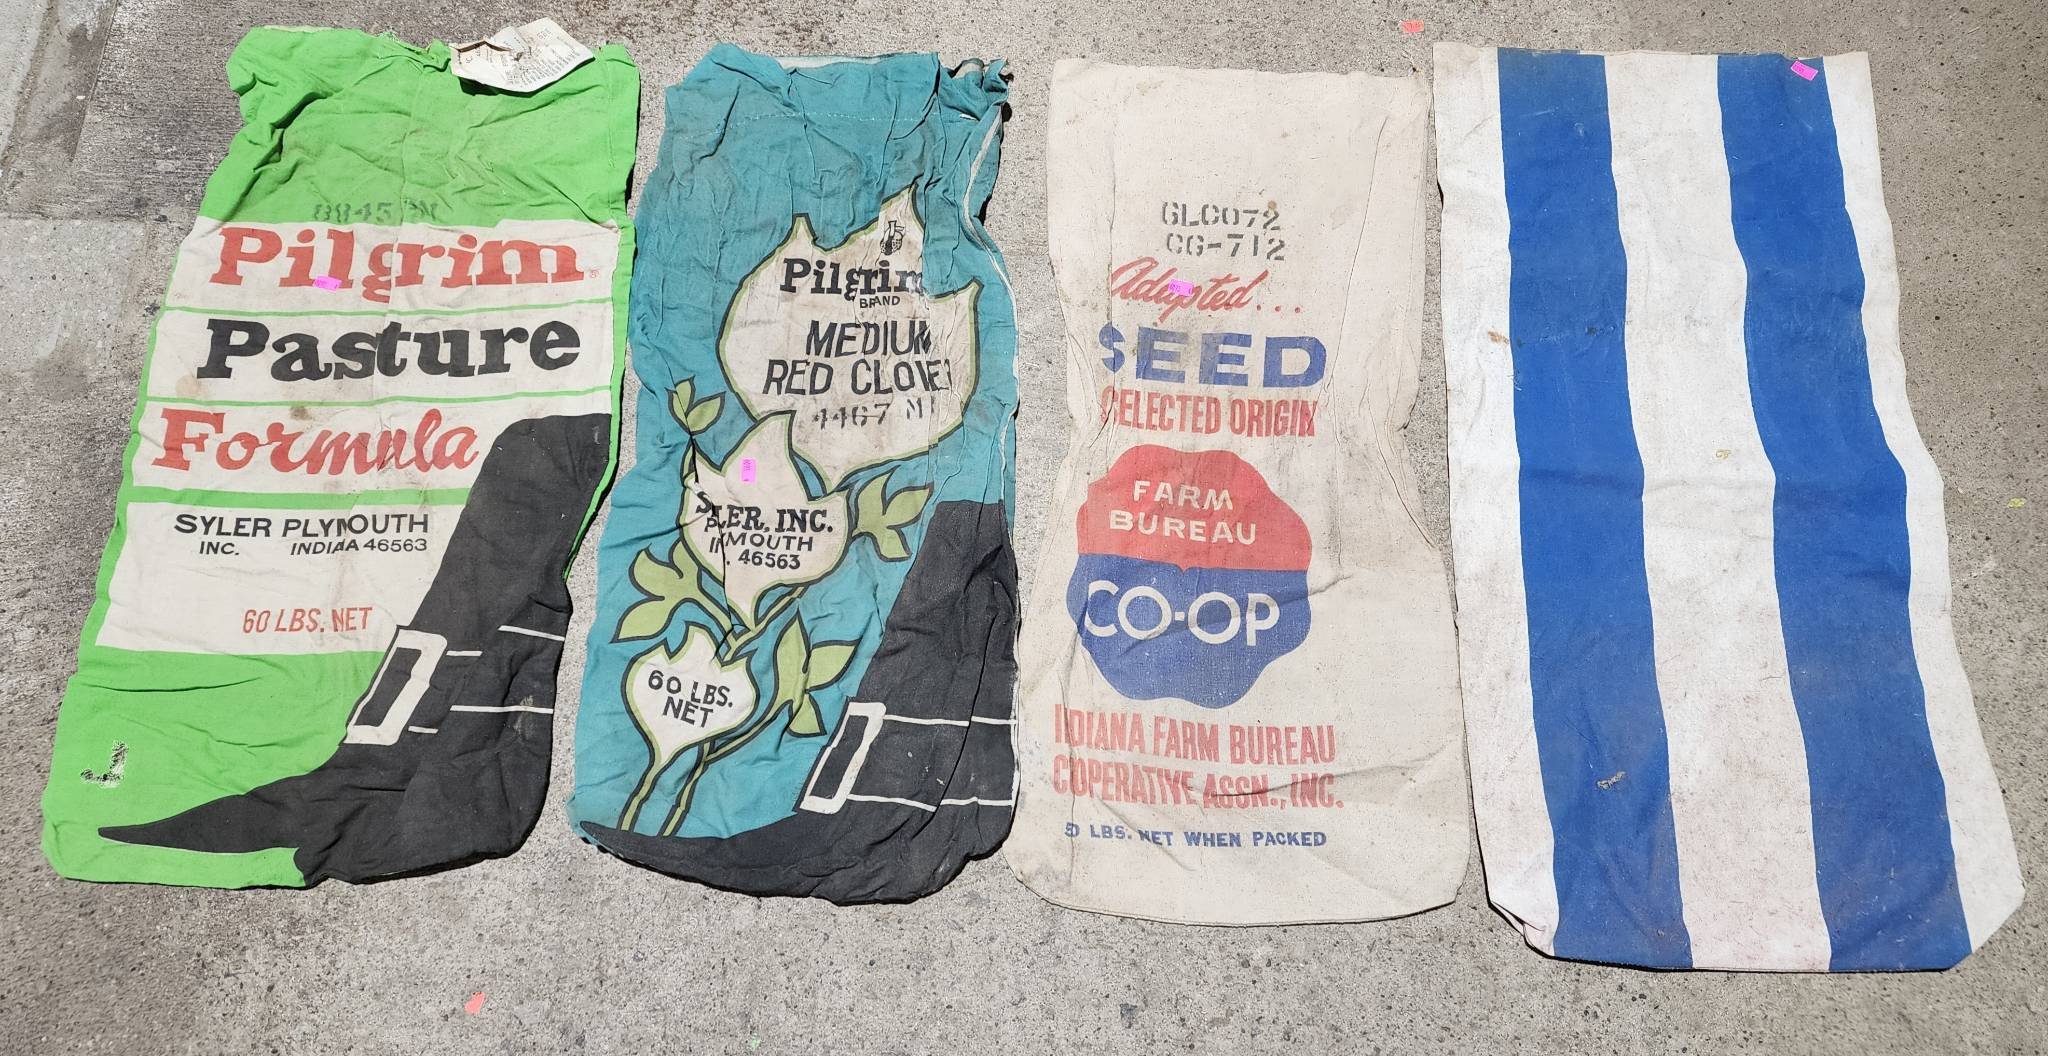 Pilgrim
Pasture
Formula
SYLER PLYMOUTH
INC. INDIANA 46563
60 LBS. NET
J
Pilgrim
BRAND
MEDIUM
RED CLOVER
4467 M
SYLER, INC.
PLYMOUTH
IN. 46563
60 LBS.
NET
GLC072
CG-712
Adapted...
SEED
SELECTED ORIGIN
FARM
BUREAU
CO-OP
INDIANA FARM BUREAU
COOPERATIVE ASSN., INC.
LBS. NET WHEN PACKED